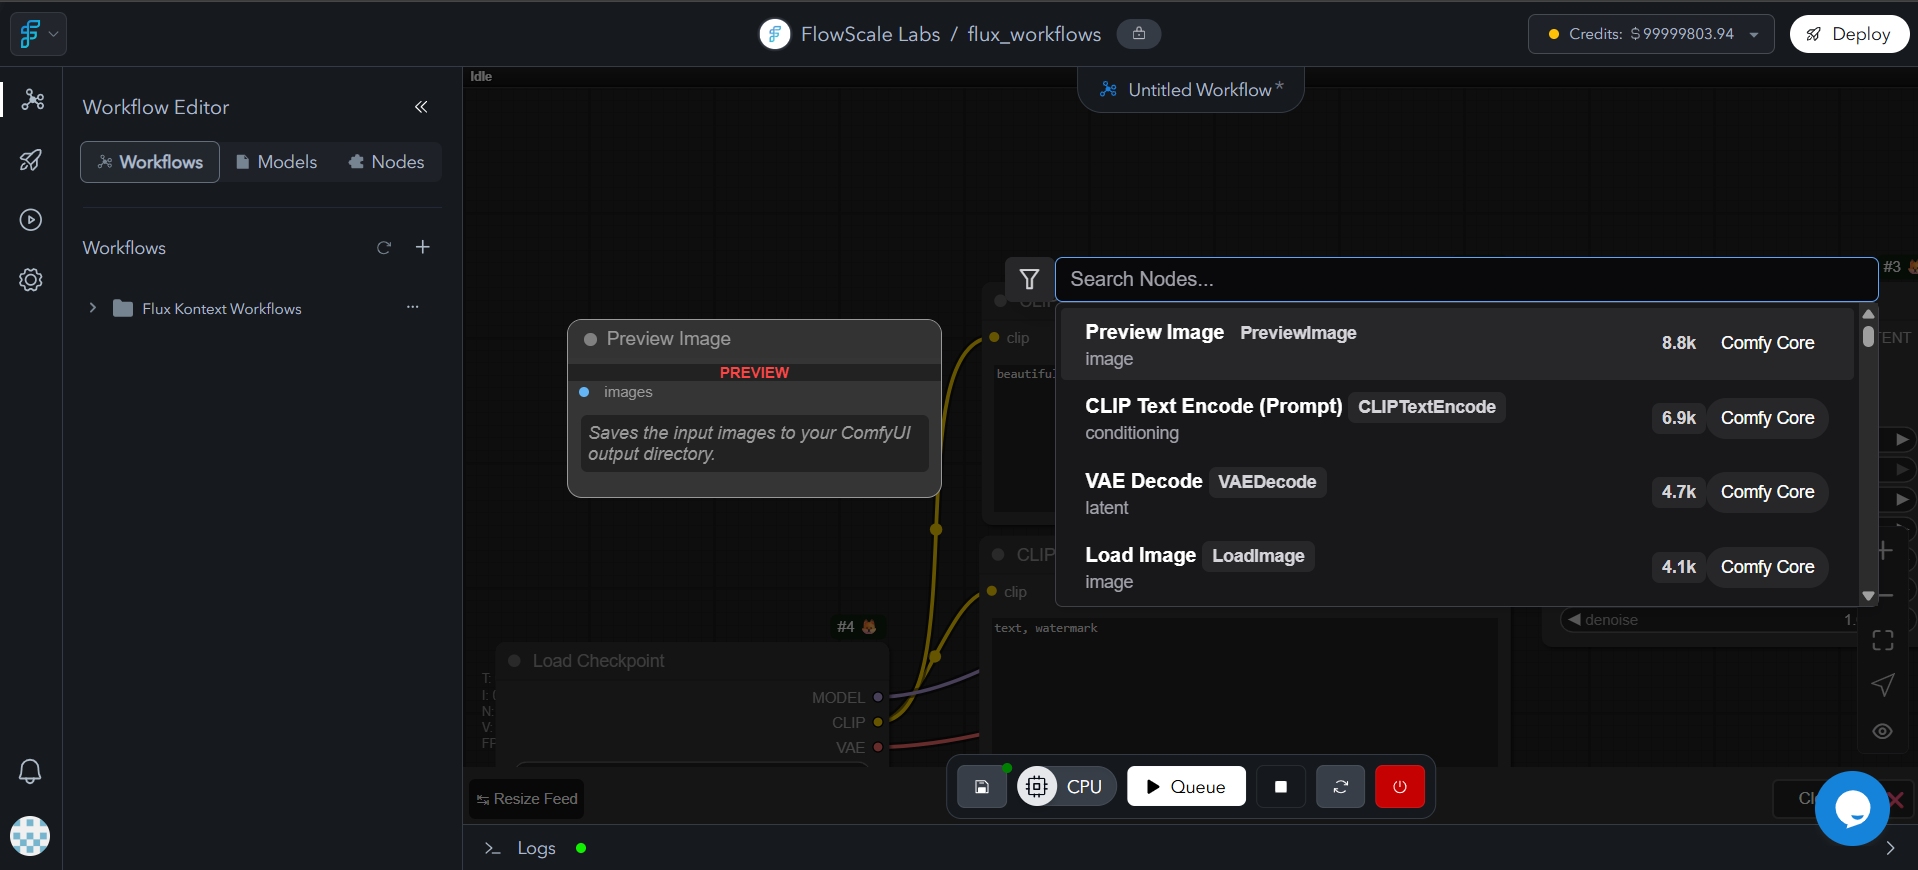 FlowScale Labs / flux_workflows
Credits: $ 99999803.94
Deploy
Workflow Editor
Workflows
Models
Nodes
Workflows
Flux Kontext Workflows
Idle
Untitled Workflow*
Search Nodes...
#3
Preview Image PreviewImage
image
8.8k Comfy Core
CLIP Text Encode (Prompt) CLIPTextEncode
conditioning
6.9k Comfy Core
VAE Decode VAEDecode
latent
4.7k Comfy Core
Load Image LoadImage
image
4.1k Comfy Core
Preview Image
PREVIEW
images
Saves the input images to your ComfyUI
output directory.
clip
beautiful
CLIP
clip
text, watermark
denoise
#4
Load Checkpoint
MODEL
CLIP
VAE
T:
N:
V:
Resize Feed
CPU
Queue
Logs